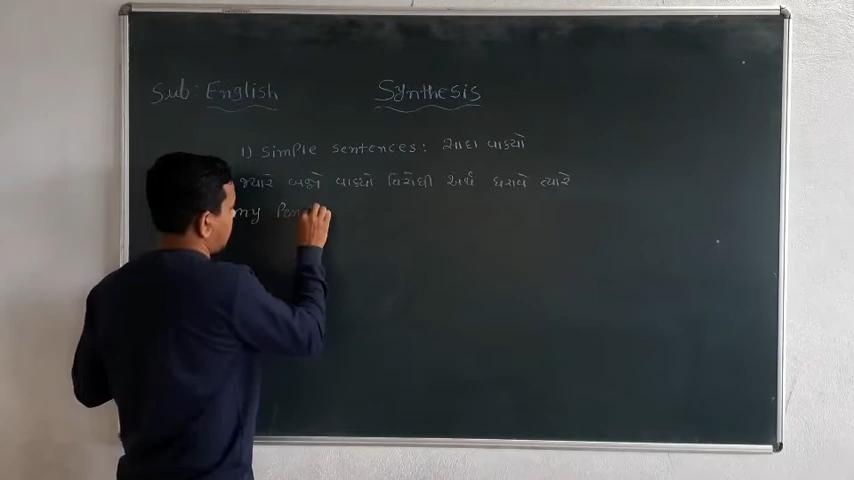 Sub: English
Synthesis
1) Simple sentences: સાદા વાક્યો
જ્યારે બન્ને વાક્યો વિરોધી અર્થ ધરાવે ત્યારે
my